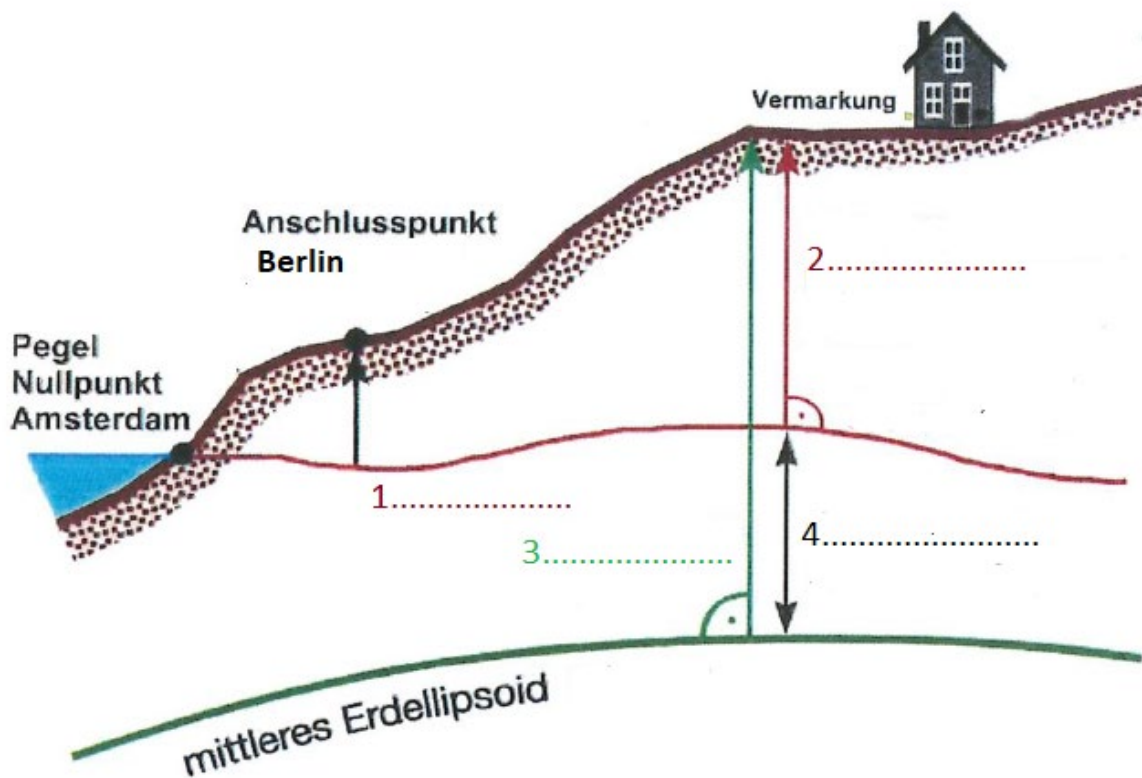 Vermarkung
Anschlusspunkt
Berlin
2......................
Pegel
Nullpunkt
Amsterdam
1...................
3....................
4.......................
mittleres Erdellipsoid